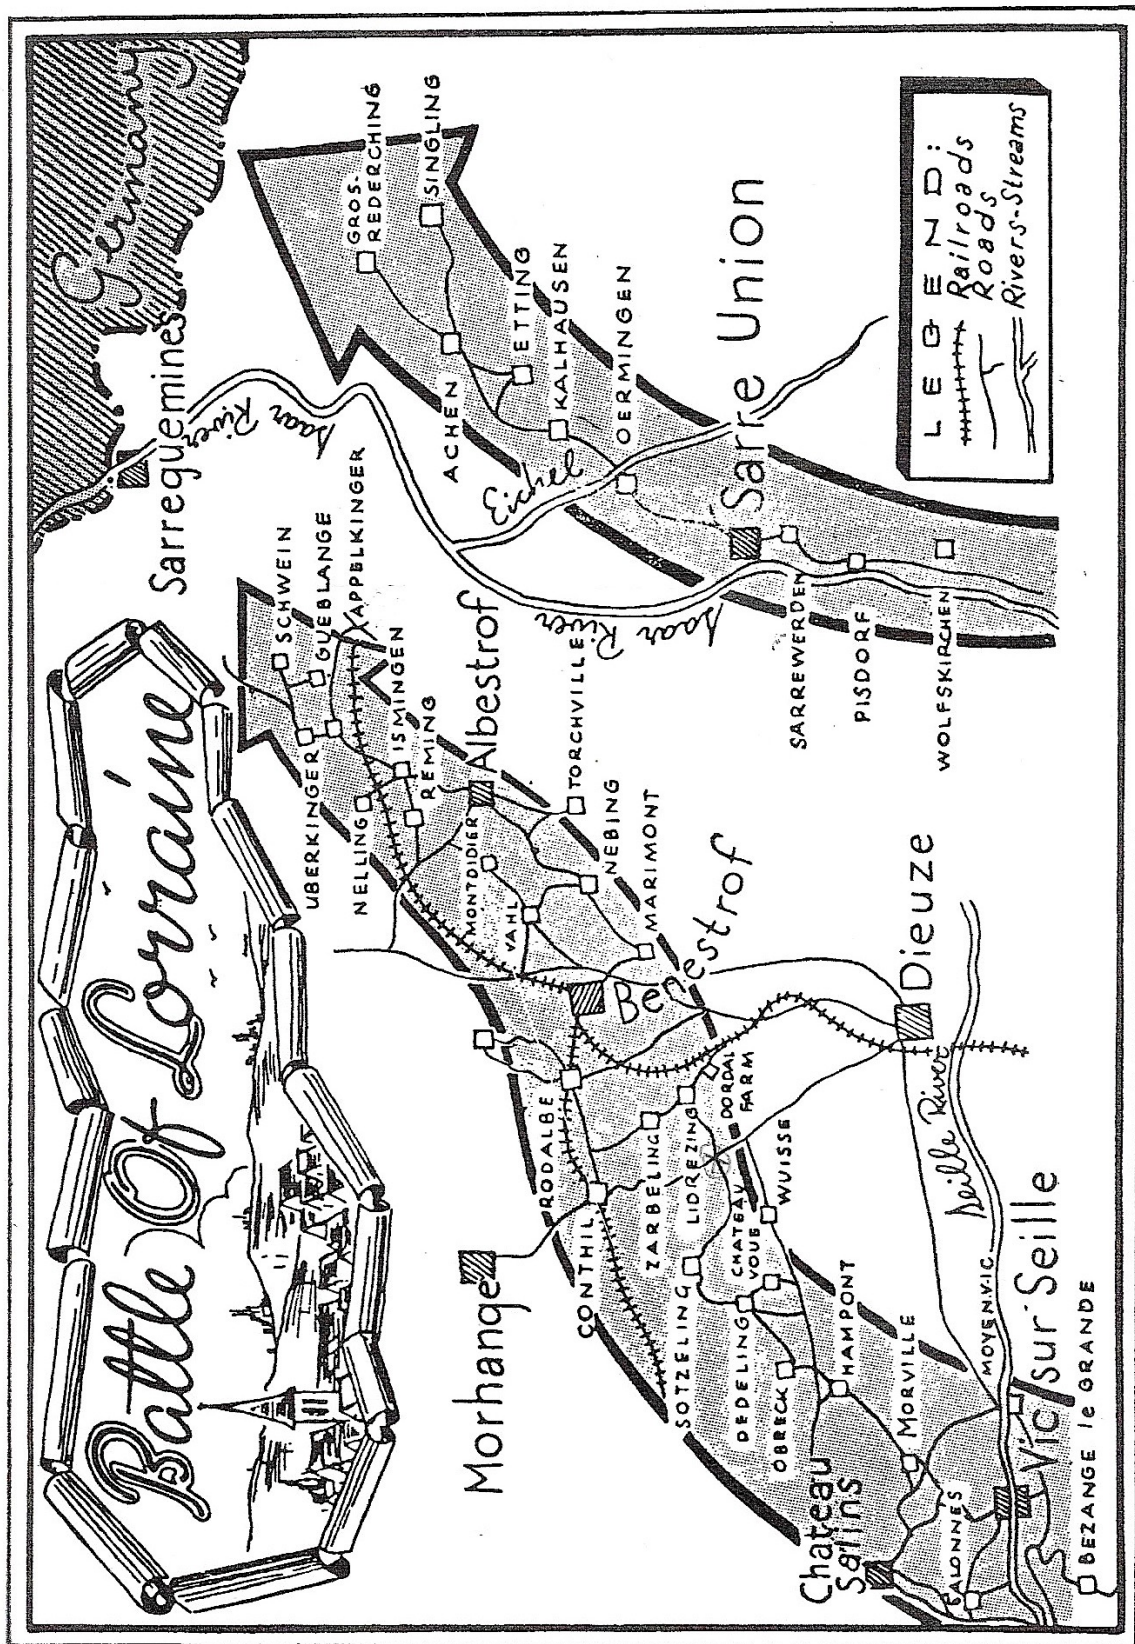 Battle Of Lorraine
Germany
Sarreguemines
Saar River
GROS-
REDERCHING
SINGLING
ACHEN
ETTING
KALHAUSEN
Eichel
OERMINGEN
Sarre Union
SCHWEIN
GUEBLANGE
KAPPELKINGER
UBERKINGER
ISMINGEN
NELLING
REMING
Albestrof
MONTDIDIER
TORCHVILLE
VAHL
NEBING
MARIMONT
Saar River
SARREWERDEN
PISDORF
WOLFSKIRCHEN
Morhange
RODALBE
Benestrof
CONTHIL
ZARBELING
LIDREZING
DORDAL
FARM
Dieuze
SOTZELING
DEDELING
CHATEAU
VOUE
WUISSE
OBRECK
HAMPONT
Chateau
Salins
MORVILLE
Seille River
MOYENVIC
Vic sur Seille
BEZANGE le GRANDE
LEGEND:
Railroads
Roads
Rivers-Streams